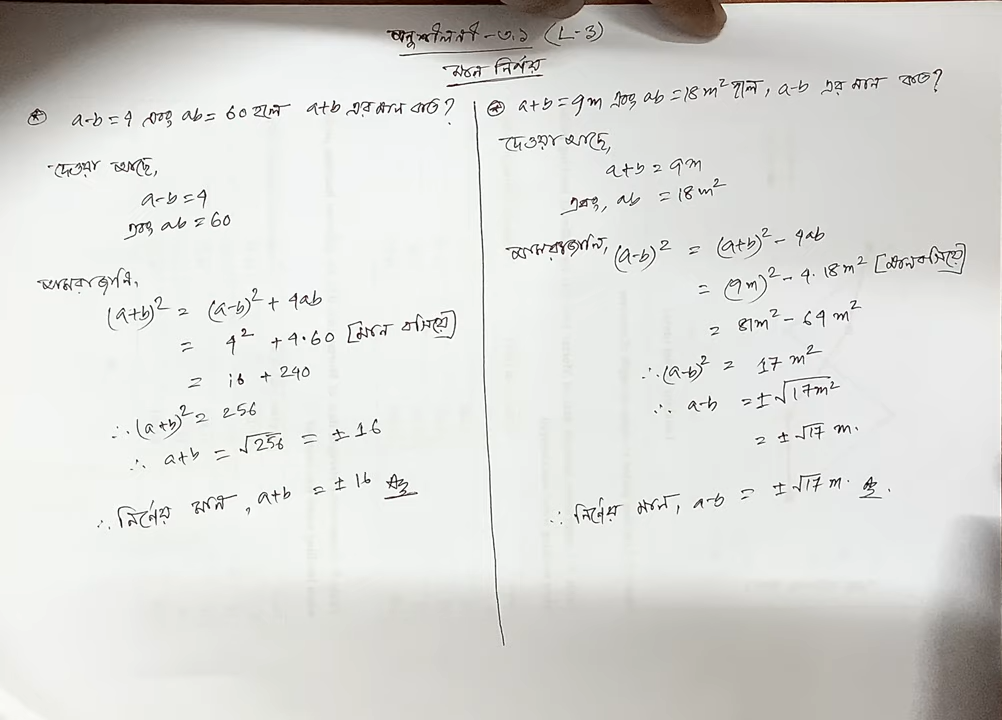 অনুশীলনী-৩.১ (L-3)
মান নির্ণয়
⊛ a-b=4 এবং ab=60 হলে a+b এর মান কত?
দেওয়া আছে,
a-b=4
এবং ab=60
আমরা জানি,
(a+b)² = (a-b)² + 4ab
= 4² + 4·60 [মান বসিয়ে]
= 16 + 240
∴ (a+b)² = 256
∴ a+b = √256 = ±16
∴ নির্ণেয় মান, a+b = ±16 Ans
⊛ a+b=9m এবং ab=18m² হলে, a-b এর মান কত?
দেওয়া আছে,
a+b=9m
এবং, ab =18m²
আমরা জানি, (a-b)² = (a+b)² - 4ab
= (9m)² - 4·18m² [মান বসিয়ে]
= 81m² - 64m²
∴ (a-b)² = 17m²
∴ a-b = ±√17m²
= ±√17 m.
∴ নির্ণেয় মান, a-b = ±√17 m. Ans.